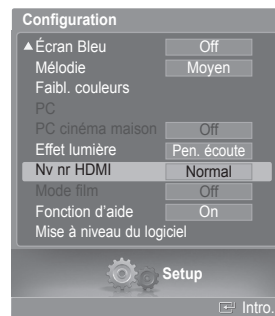 Configuration
▲Écran Bleu Off
Mélodie Moyen
Faibl. couleurs
PC
PC cinéma maison Off
Effet lumière Pen. écoute
Nv nr HDMI Normal
Mode film Off
Fonction d'aide On
Mise à niveau du logiciel
Setup
Intro.